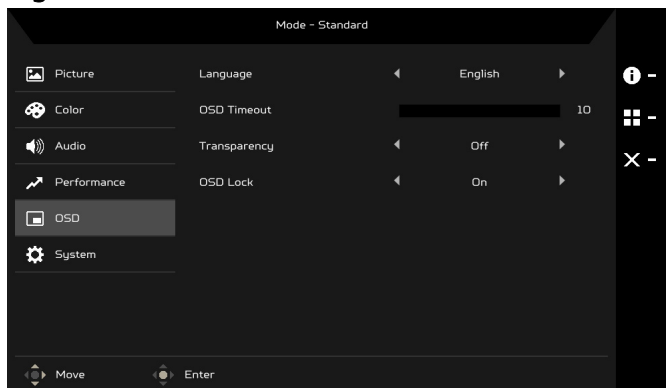 Mode - Standard
Picture
Language English
Color
OSD Timeout 10
Audio
Transparency Off
Performance
OSD Lock On
OSD
System
Move Enter